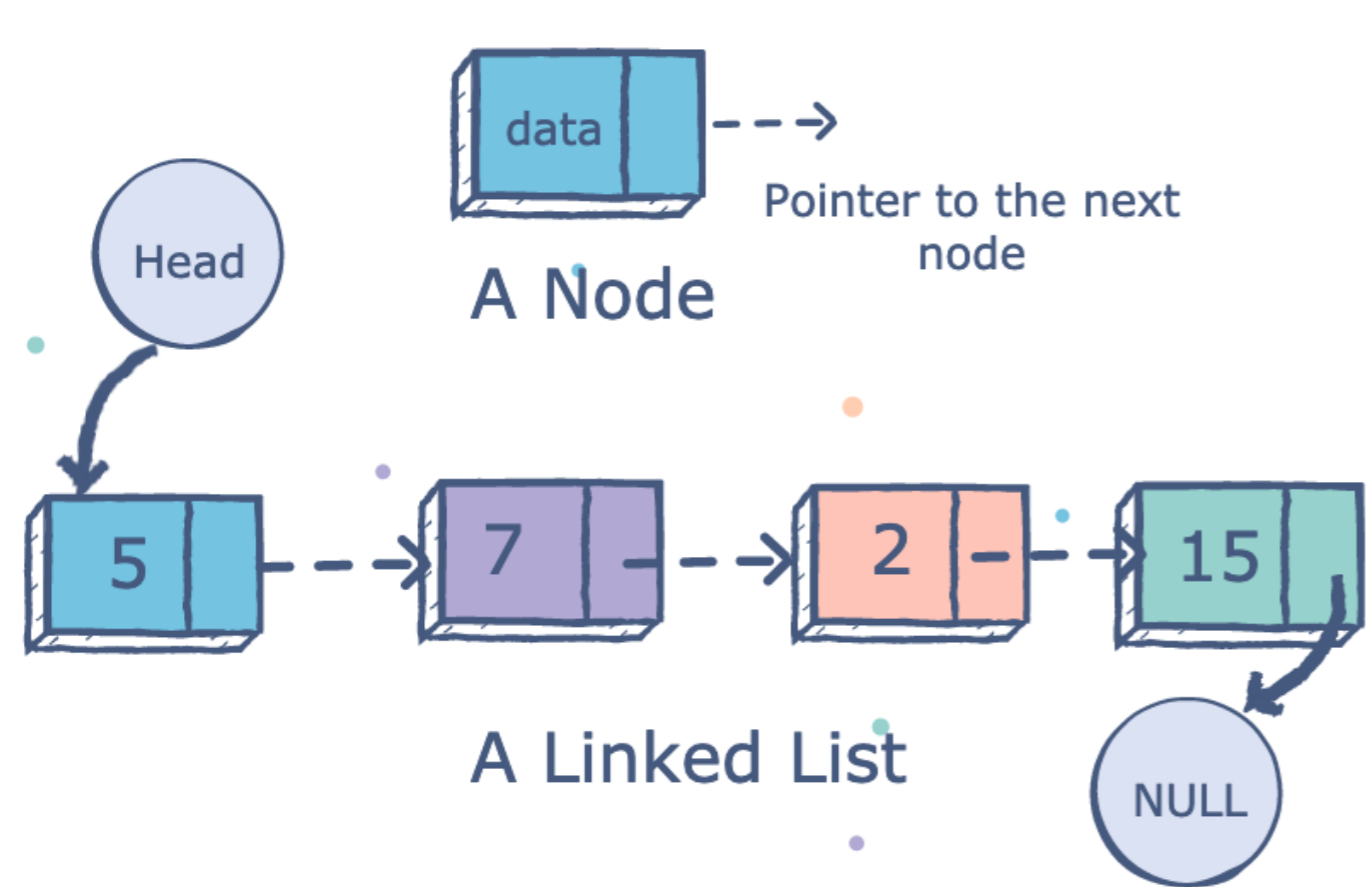 data
Pointer to the next
node
Head
A Node
5
7
2
15
A Linked List
NULL